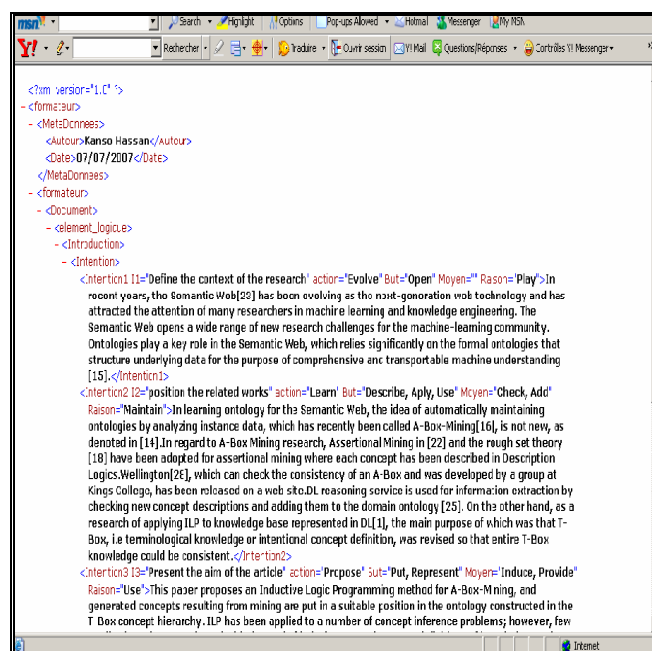 msn Search Highlight Options Pop-ups Allowed Hotmail Messenger My MSN
Y! Rechercher Traduire Ouvrir session Y! Mail Questions/Réponses Contrôles Y! Messenger
<?xml version="1.0" ?>
- <formateur>
- <MetaDonnees>
<Autour>Kanso Hassan</Autour>
<Date>07/07/2007</Date>
</MetaDonnees>
- <formateur>
- <Document>
- <element_logicue>
- <Introduction>
- <Intention>
<Intention1 I1="Define the context of the research" action="Evolve" But="Open" Moyen="" Rason="Play">In
recent years, the Semantic Web[23] has been evolving as the next-generation web technology and has
attracted the attention of many researchers in machine learning and knowledge engineering. The
Semantic Web opens a wide range of new research challenges for the machine-learning community.
Ontologies play a key role in the Semantic Web, which relies significantly on the formal ontologies that
structure underlying data for the purpose of comprehensive and transportable machine understanding
[15].</Intention1>
<Intention2 I2="position the related works" action="Learn" But="Describe, Aply, Use" Moyen="Check, Add"
Raison="Maintain">In learning ontology for the Semantic Web, the idea of automatically maintaining
ontologies by analyzing instance data, which has recently been called A-Box-Mining[16], is not new, as
denoted in [14].In regard to A-Box Mining research, Assertional Mining in [22] and the rough set theory
[18] have been adopted for assertional mining where each concept has been described in Description
Logics.Wellington[28], which can check the consistency of an A-Box and was developed by a group at
Kings College, has been released on a web site.DL reasoning service is used for information extraction by
checking new concept descriptions and adding them to the domain ontology [25]. On the other hand, as a
research of applying ILP to knowledge base represented in DL[1], the main purpose of which was that T-
Box, i.e terminological knowledge or intentional concept definition, was revised so that entire T-Box
knowledge could be consistent.</Intention2>
<Intention3 I3="Present the aim of the article" action="Propose" But="Put, Represent" Moyen="Induce, Provide"
Raison="Use">This paper proposes an Inductive Logic Programming method for A-Box-Mining, and
generated concepts resulting from mining are put in a suitable position in the ontology constructed in the
T Box concept hierarchy. ILP has been applied to a number of concept inference problems; however, few
Internet